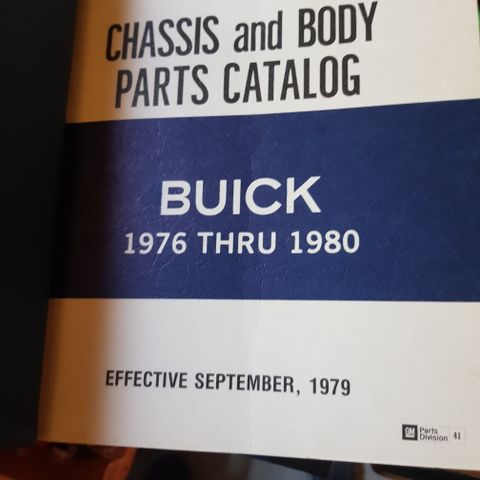 CHASSIS and BODY
PARTS CATALOG
BUICK
1976 THRU 1980
EFFECTIVE SEPTEMBER, 1979
GM Parts
Division 41